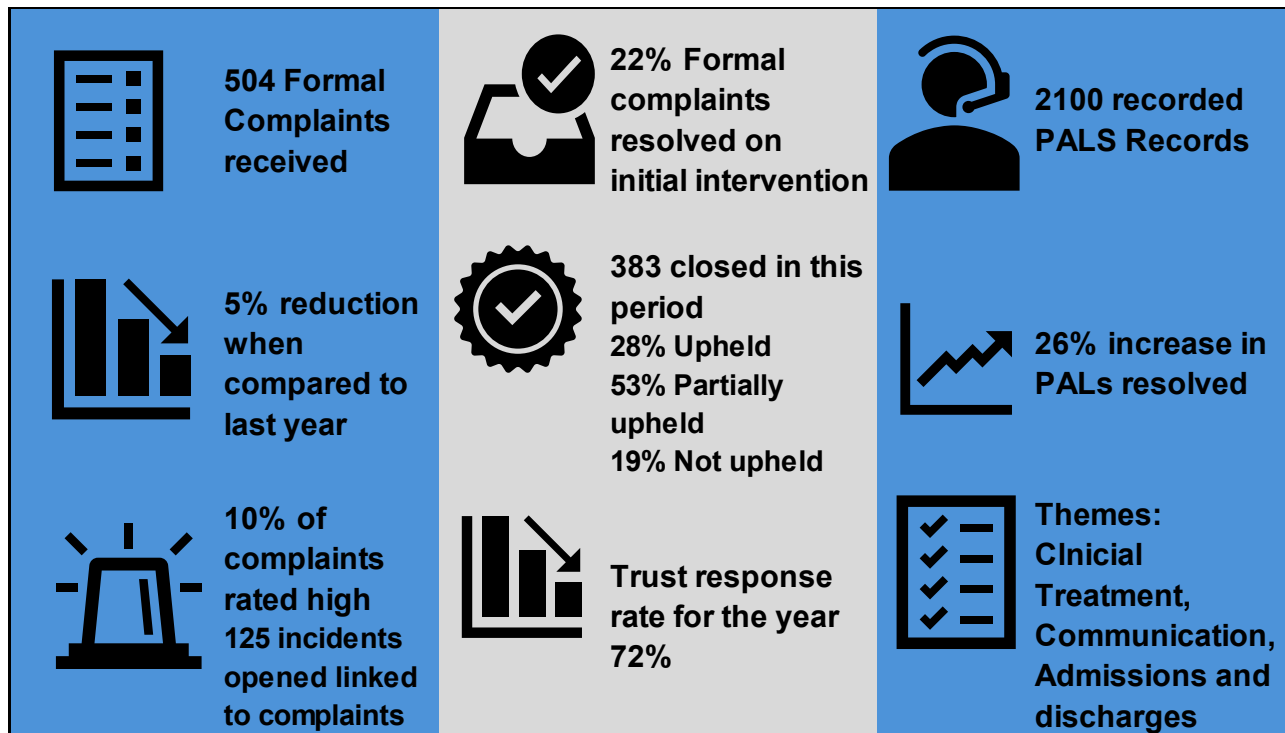 504 Formal
Complaints
received
5% reduction
when
compared to
last year
10% of
complaints
rated high
125 incidents
opened linked
to complaints
22% Formal
complaints
resolved on
initial intervention
383 closed in this
period
28% Upheld
53% Partially
upheld
19% Not upheld
Trust response
rate for the year
72%
2100 recorded
PALS Records
26% increase in
PALs resolved
Themes:
Clnicial
Treatment,
Communication,
Admissions and
discharges